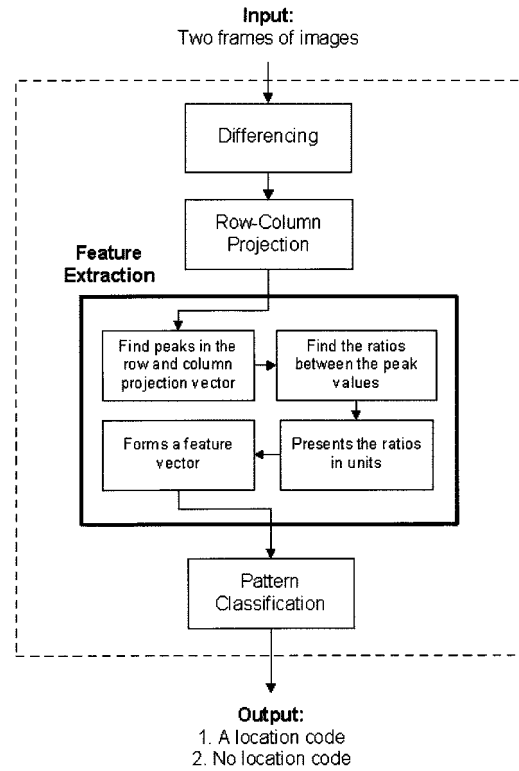 Input:
Two frames of images
Differencing
Row-Column
Projection
Feature
Extraction
Find peaks in the
row and column
projection vector
Find the ratios
between the peak
values
Forms a feature
vector
Presents the ratios
in units
Pattern
Classification
Output:
1. A location code
2. No location code